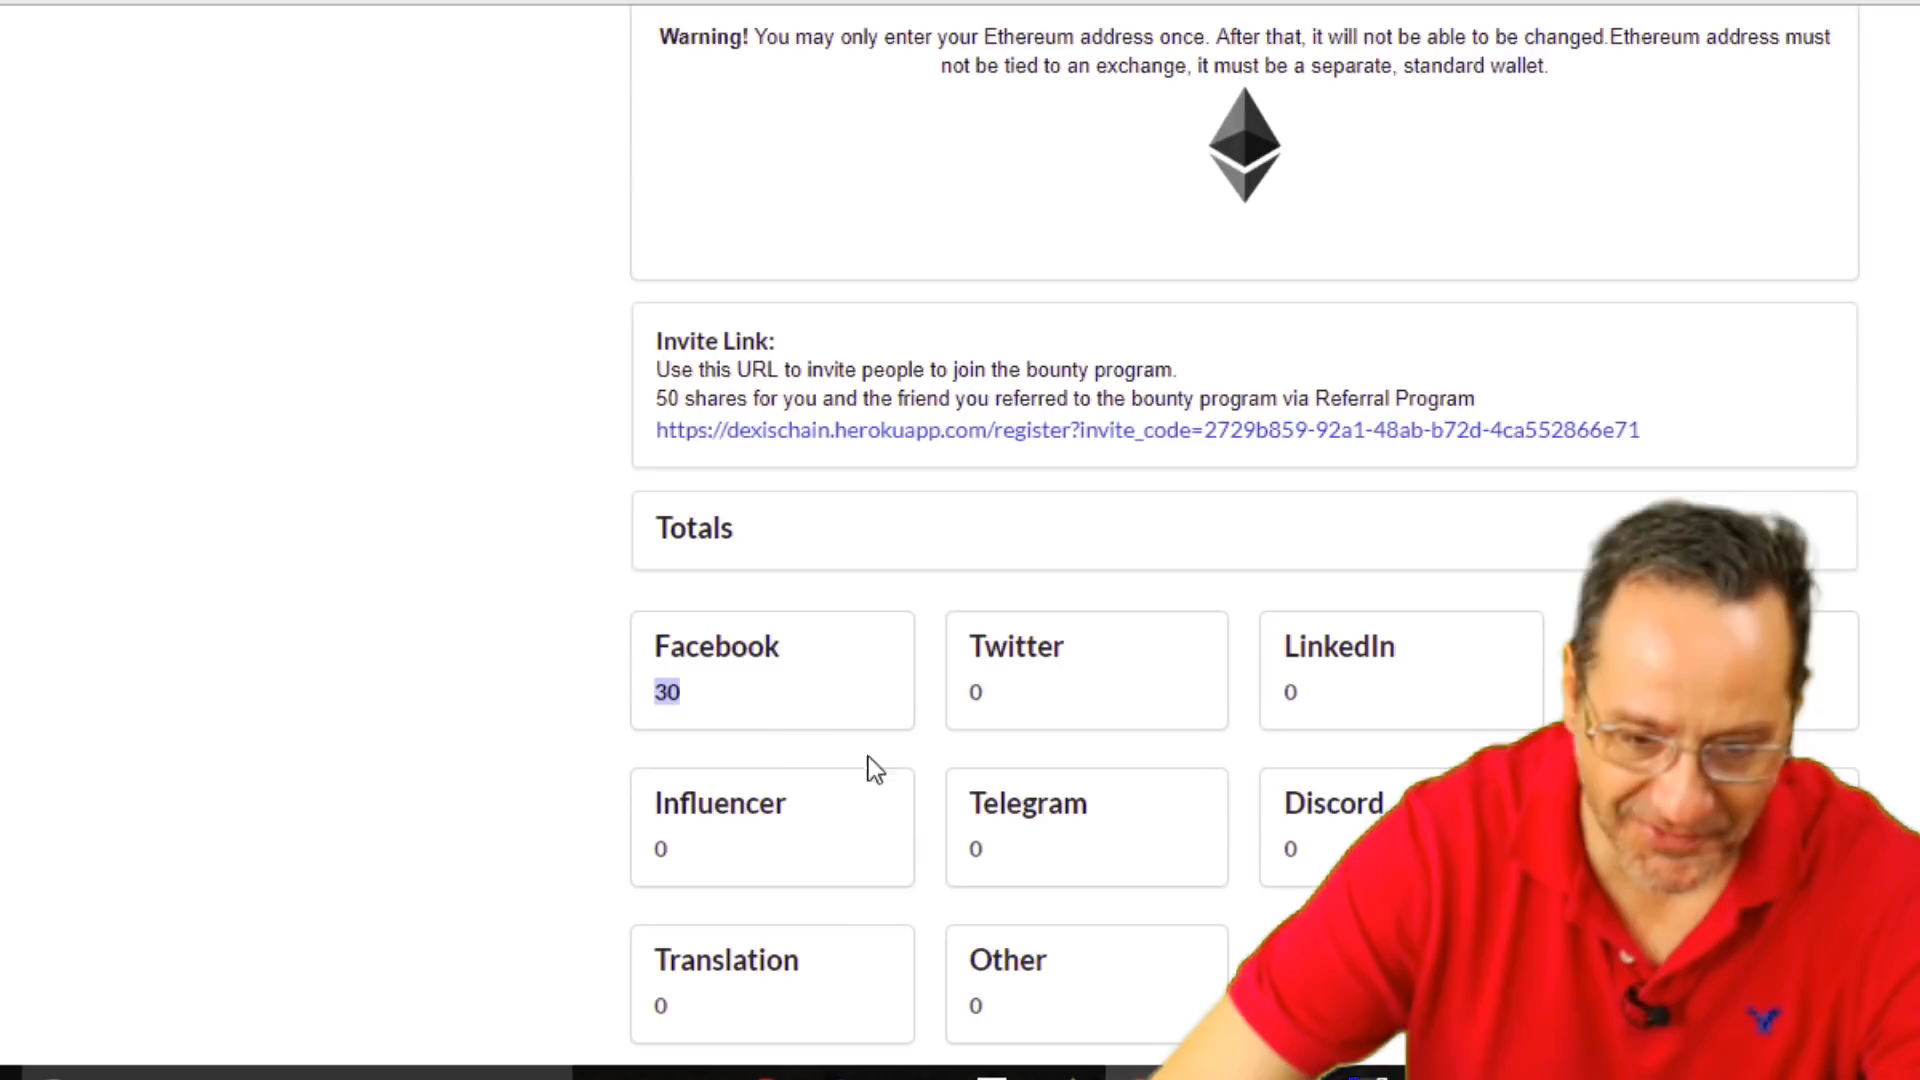 Warning! You may only enter your Ethereum address once. After that, it will not be able to be changed.Ethereum address must
not be tied to an exchange, it must be a separate, standard wallet.
Invite Link:
Use this URL to invite people to join the bounty program.
50 shares for you and the friend you referred to the bounty program via Referral Program
https://dexischain.herokuapp.com/register?invite_code=2729b859-92a1-48ab-b72d-4ca552866e71
Totals
Facebook
30
Twitter
0
LinkedIn
0
Influencer
0
Telegram
0
Discord
0
Translation
0
Other
0